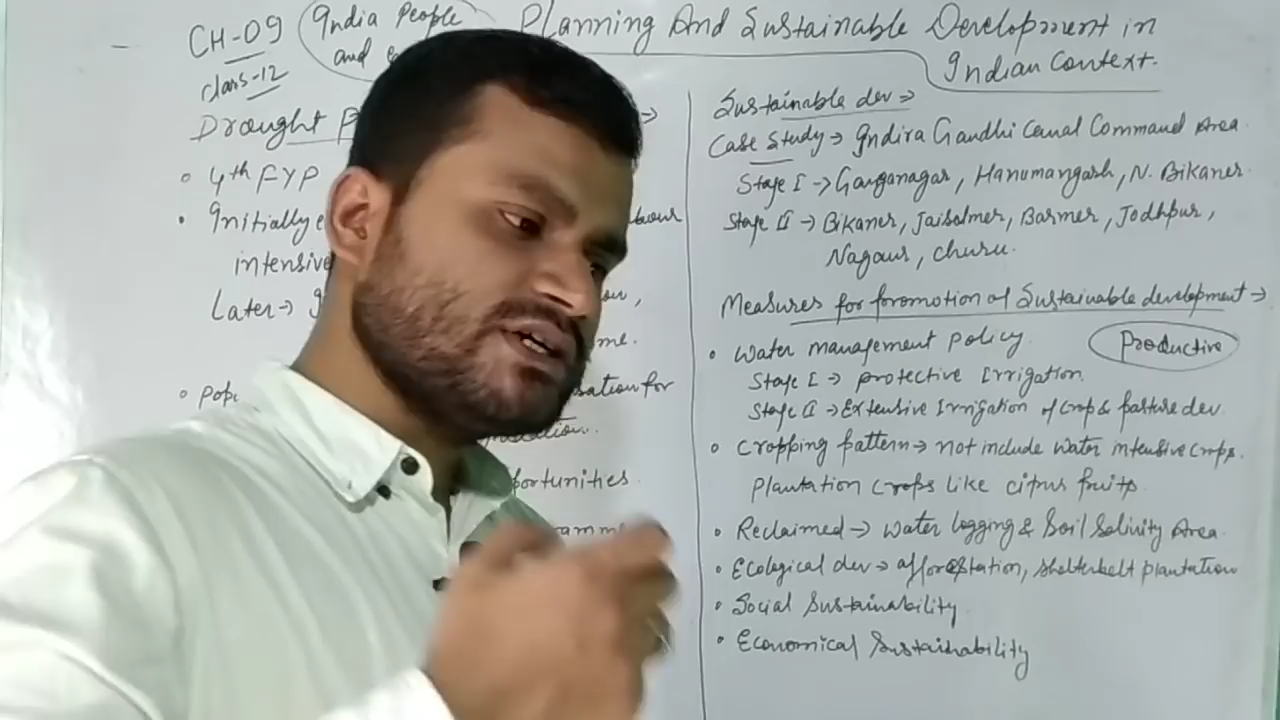 CH-09
class-12
India People
and
Planning And Sustainable Development in
Indian Context.
Drought
4th FYP
Initially
intensive
Later →
me.
sation for
portunities.
amme
Sustainable dev ⇒
Case Study → Indira Gandhi Canal Command Area
Stage I → Ganganagar, Hanumangarh, N. Bikaner
Stage II → Bikaner, Jaisalmer, Barmer, Jodhpur,
Nagaur, churu.
Measures for foromotion of Sustainable development →
Water management policy
Productive
Stage I → protective Irrigation.
Stage II → Extensive Irrigation of crop & pasture dev.
Cropping pattern → not include water intensive crops.
Plantation crops like citrus fruits.
Reclaimed → Water logging & Soil Salinity Area.
Ecological dev → afforestation, shelterbelt plantation
Social Sustainability
Economical Sustainability